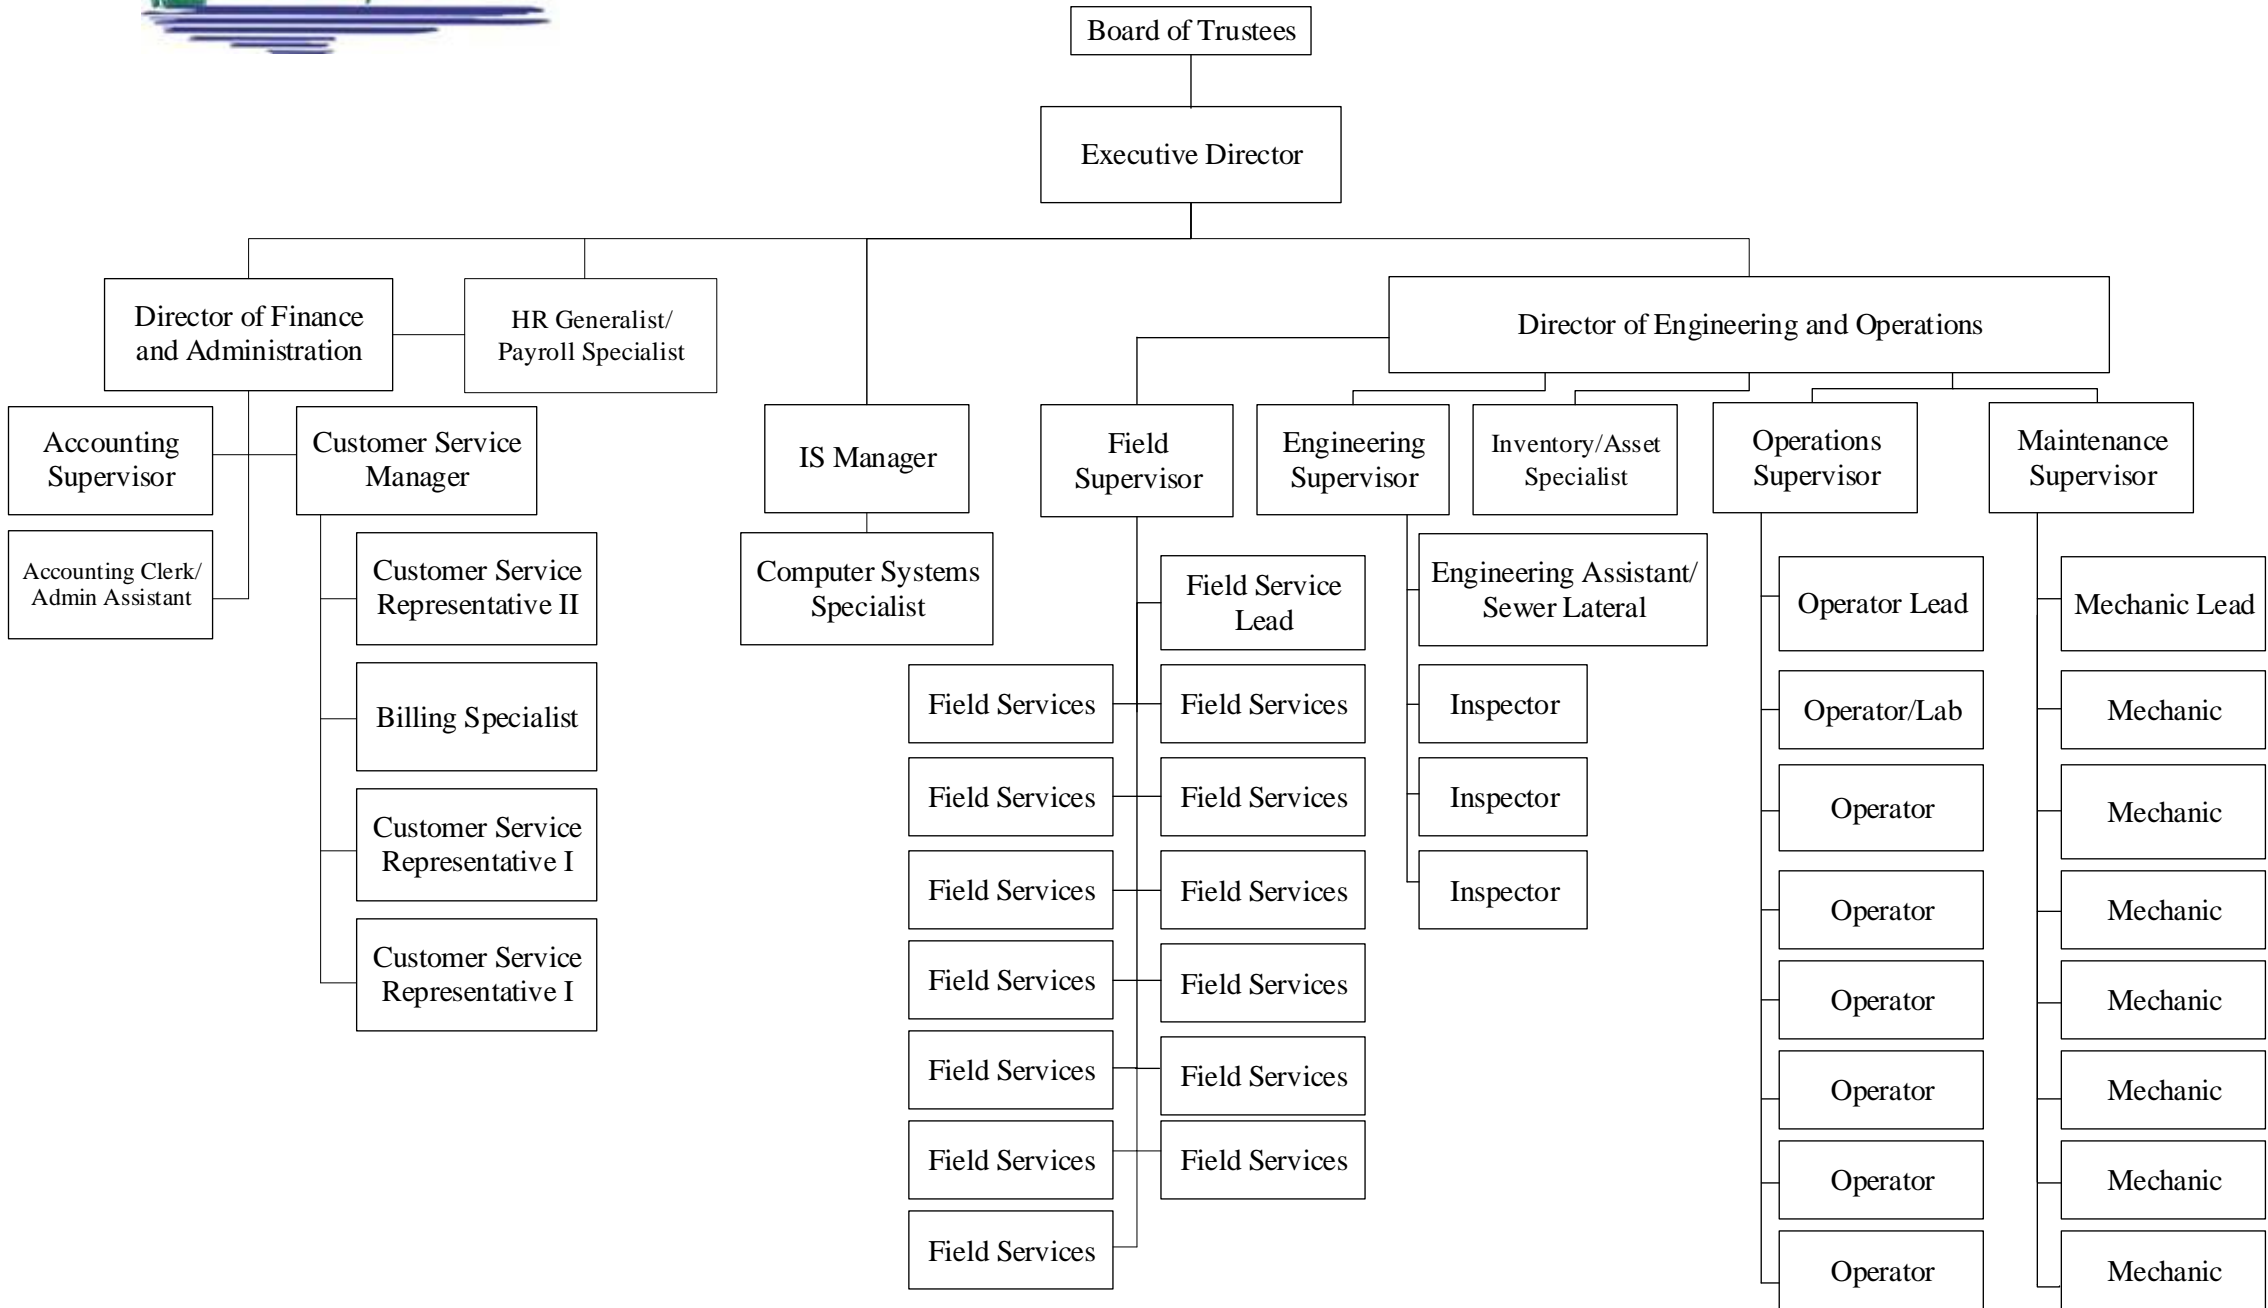 Board of Trustees
Executive Director
Director of Finance
and Administration
HR Generalist/
Payroll Specialist
Director of Engineering and Operations
Accounting
Supervisor
Customer Service
Manager
IS Manager
Field
Supervisor
Engineering
Supervisor
Inventory/Asset
Specialist
Operations
Supervisor
Maintenance
Supervisor
Accounting Clerk/
Admin Assistant
Customer Service
Representative II
Billing Specialist
Customer Service
Representative I
Customer Service
Representative I
Computer Systems
Specialist
Field Service
Lead
Field Services
Field Services
Field Services
Field Services
Field Services
Field Services
Field Services
Field Services
Field Services
Field Services
Field Services
Field Services
Field Services
Engineering Assistant/
Sewer Lateral
Inspector
Inspector
Inspector
Operator Lead
Operator/Lab
Operator
Operator
Operator
Operator
Operator
Operator
Mechanic Lead
Mechanic
Mechanic
Mechanic
Mechanic
Mechanic
Mechanic
Mechanic